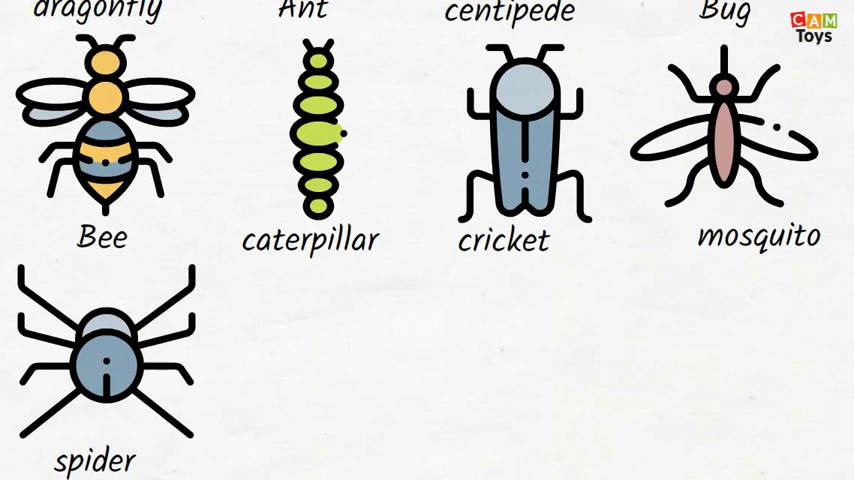 dragonfly
Ant
centipede
Bug
CAM
Toys
Bee
caterpillar
cricket
mosquito
spider